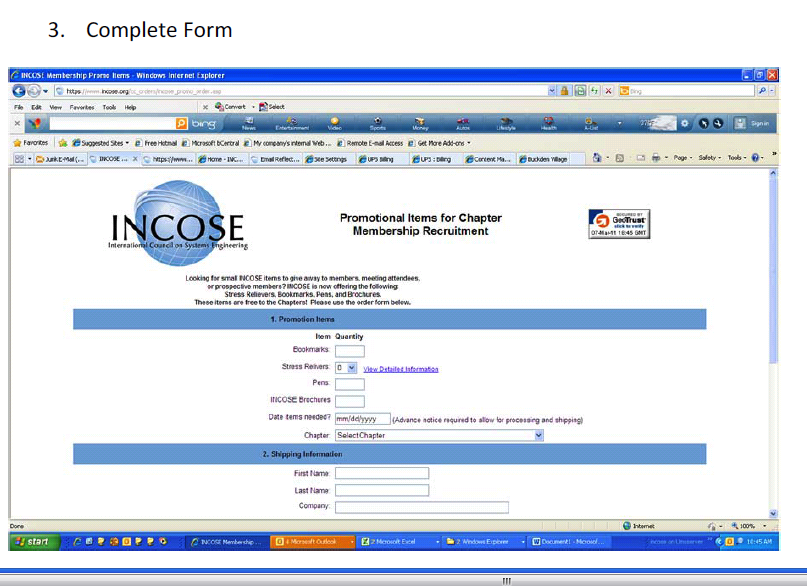 3. Complete Form
INCOSE Membership Promo Items - Windows Internet Explorer
https://www.incose.org/cc_orders/incose_promo_order.asp
Bing
File Edit View Favorites Tools Help
Convert Select
bing
News Entertainment Video Sports Money Autos Lifestyle Health A-List
Sign in
Favorites Suggested Sites Free Hotmail Microsoft bCentral My company's internal Web ... Remote E-mail Access Get More Add-ons
Junk E-Mail (... INCOSE ... https://www... Home - INC... Email Reflect... Site Settings UPS Billing UPS : Billing Content Ma... Buckden Village
Page Safety Tools
INCOSE
International Council on Systems Engineering
Promotional Items for Chapter
Membership Recruitment
SECURED BY
GeoTrust
click to verify
07-Mar-11 16:45 GMT
Looking for small INCOSE items to give away to members, meeting attendees,
or prospective members? INCOSE is now offering the following:
Stress Relievers, Bookmarks, Pens, and Brochures.
These items are free to the Chapters! Please use the order form below.
1. Promotion Items
Item Quantity
Bookmarks:
Stress Relivers: 0 View Detailed Information
Pens:
INCOSE Brochures
Date items needed? mm/dd/yyyy (Advance notice required to allow for processing and shipping)
Chapter: Select Chapter
2. Shipping Information
First Name:
Last Name:
Company:
Done Internet 100%
start INCOSE Membership ... 4 Microsoft Outlook 2 Microsoft Excel 2 Windows Explorer Document1 - Microsof... 10:45 AM